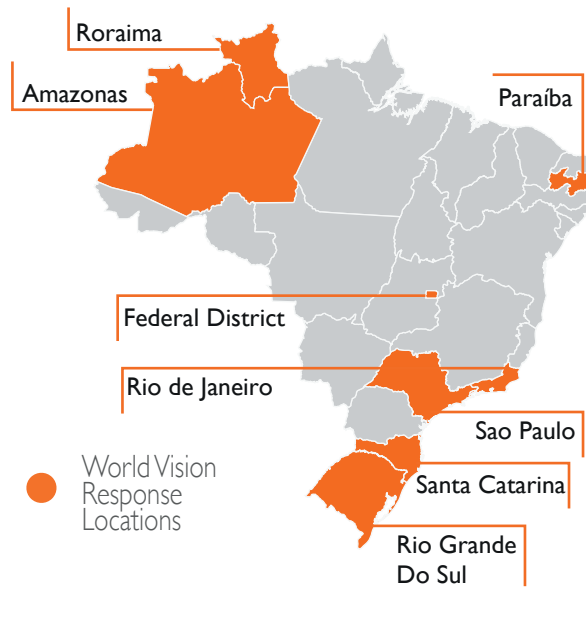 Roraima
Amazonas
Paraíba
Federal District
Rio de Janeiro
Sao Paulo
World Vision
Response
Locations
Santa Catarina
Rio Grande
Do Sul